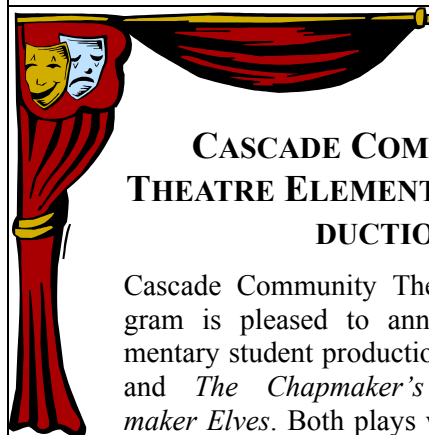 CASCADE COM
THEATRE ELEMENT
DUCTIO
Cascade Community The
gram is pleased to ann
mentary student productio
and The Chapmaker's
maker Elves. Both plays v